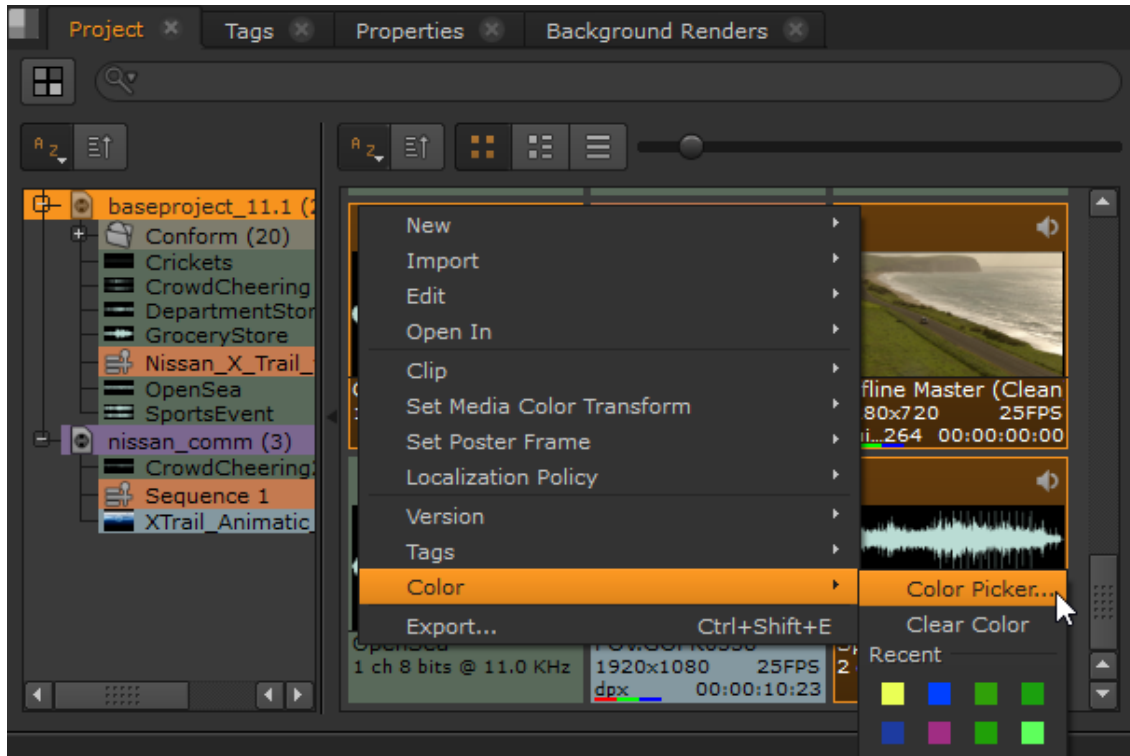 Project Tags Properties Background Renders
baseproject_11.1 (
Conform (20)
Crickets
CrowdCheering
DepartmentStor
GroceryStore
Nissan_X_Trail_
OpenSea
SportsEvent
nissan_comm (3)
CrowdCheering
Sequence 1
XTrail_Animatic_
New
Import
Edit
Open In
Clip
Set Media Color Transform
Set Poster Frame
Localization Policy
Version
Tags
Color
Export... Ctrl+Shift+E
fline Master (Clean
80x720 25FPS
264 00:00:00:00
Color Picker...
Clear Color
Recent
OpenSea
1 ch 8 bits @ 11.0 KHz
1920x1080 25FPS
dpx 00:00:10:23
2